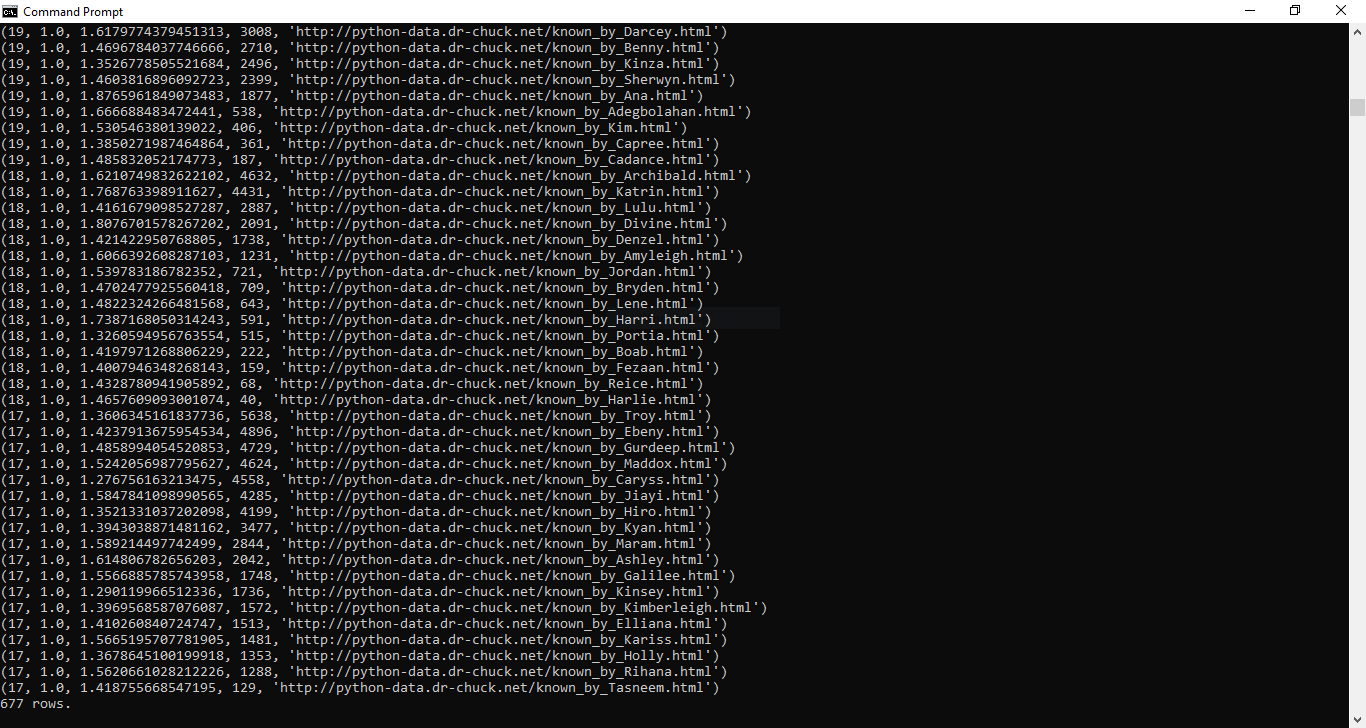 Command Prompt
(19, 1.0, 1.6179774379451313, 3008, 'http://python-data.dr-chuck.net/known_by_Darcey.html')
(19, 1.0, 1.4696784037746666, 2710, 'http://python-data.dr-chuck.net/known_by_Benny.html')
(19, 1.0, 1.3526778505521684, 2496, 'http://python-data.dr-chuck.net/known_by_Kinza.html')
(19, 1.0, 1.4603816896092723, 2399, 'http://python-data.dr-chuck.net/known_by_Sherwyn.html')
(19, 1.0, 1.8765961849073483, 1877, 'http://python-data.dr-chuck.net/known_by_Ana.html')
(19, 1.0, 1.666688483472441, 538, 'http://python-data.dr-chuck.net/known_by_Adegbolahan.html')
(19, 1.0, 1.530546380139022, 406, 'http://python-data.dr-chuck.net/known_by_Kim.html')
(19, 1.0, 1.3850271987464864, 361, 'http://python-data.dr-chuck.net/known_by_Capree.html')
(19, 1.0, 1.485832052174773, 187, 'http://python-data.dr-chuck.net/known_by_Cadance.html')
(18, 1.0, 1.6210749832622102, 4632, 'http://python-data.dr-chuck.net/known_by_Archibald.html')
(18, 1.0, 1.768763398911627, 4431, 'http://python-data.dr-chuck.net/known_by_Katrin.html')
(18, 1.0, 1.4161679098527287, 2887, 'http://python-data.dr-chuck.net/known_by_Lulu.html')
(18, 1.0, 1.8076701578267202, 2091, 'http://python-data.dr-chuck.net/known_by_Divine.html')
(18, 1.0, 1.421422950768805, 1738, 'http://python-data.dr-chuck.net/known_by_Denzel.html')
(18, 1.0, 1.6066392608287103, 1231, 'http://python-data.dr-chuck.net/known_by_Amyleigh.html')
(18, 1.0, 1.539783186782352, 721, 'http://python-data.dr-chuck.net/known_by_Jordan.html')
(18, 1.0, 1.4702477925560418, 709, 'http://python-data.dr-chuck.net/known_by_Bryden.html')
(18, 1.0, 1.4822324266481568, 643, 'http://python-data.dr-chuck.net/known_by_Lene.html')
(18, 1.0, 1.7387168050314243, 591, 'http://python-data.dr-chuck.net/known_by_Harri.html')
(18, 1.0, 1.3260594956763554, 515, 'http://python-data.dr-chuck.net/known_by_Portia.html')
(18, 1.0, 1.4197971268806229, 222, 'http://python-data.dr-chuck.net/known_by_Boab.html')
(18, 1.0, 1.4007946348268143, 159, 'http://python-data.dr-chuck.net/known_by_Fezaan.html')
(18, 1.0, 1.4328780941905892, 68, 'http://python-data.dr-chuck.net/known_by_Reice.html')
(18, 1.0, 1.4657609093001074, 40, 'http://python-data.dr-chuck.net/known_by_Harlie.html')
(17, 1.0, 1.3606345161837736, 5638, 'http://python-data.dr-chuck.net/known_by_Troy.html')
(17, 1.0, 1.4237913675954534, 4896, 'http://python-data.dr-chuck.net/known_by_Ebeny.html')
(17, 1.0, 1.4858994054520853, 4729, 'http://python-data.dr-chuck.net/known_by_Gurdeep.html')
(17, 1.0, 1.5242056987795627, 4624, 'http://python-data.dr-chuck.net/known_by_Maddox.html')
(17, 1.0, 1.276756163213475, 4558, 'http://python-data.dr-chuck.net/known_by_Caryss.html')
(17, 1.0, 1.5847841098990565, 4285, 'http://python-data.dr-chuck.net/known_by_Jiayi.html')
(17, 1.0, 1.3521331037202098, 4199, 'http://python-data.dr-chuck.net/known_by_Hiro.html')
(17, 1.0, 1.3943038871481162, 3477, 'http://python-data.dr-chuck.net/known_by_Kyan.html')
(17, 1.0, 1.589214497742499, 2844, 'http://python-data.dr-chuck.net/known_by_Maram.html')
(17, 1.0, 1.614806782656203, 2042, 'http://python-data.dr-chuck.net/known_by_Ashley.html')
(17, 1.0, 1.5566885785743958, 1748, 'http://python-data.dr-chuck.net/known_by_Galilee.html')
(17, 1.0, 1.290119966512336, 1736, 'http://python-data.dr-chuck.net/known_by_Kinsey.html')
(17, 1.0, 1.3969568587076087, 1572, 'http://python-data.dr-chuck.net/known_by_Kimberleigh.html')
(17, 1.0, 1.410260840724747, 1513, 'http://python-data.dr-chuck.net/known_by_Elliana.html')
(17, 1.0, 1.5665195707781905, 1481, 'http://python-data.dr-chuck.net/known_by_Kariss.html')
(17, 1.0, 1.3678645100199918, 1353, 'http://python-data.dr-chuck.net/known_by_Holly.html')
(17, 1.0, 1.5620661028212226, 1288, 'http://python-data.dr-chuck.net/known_by_Rihana.html')
(17, 1.0, 1.418755668547195, 129, 'http://python-data.dr-chuck.net/known_by_Tasneem.html')
677 rows.